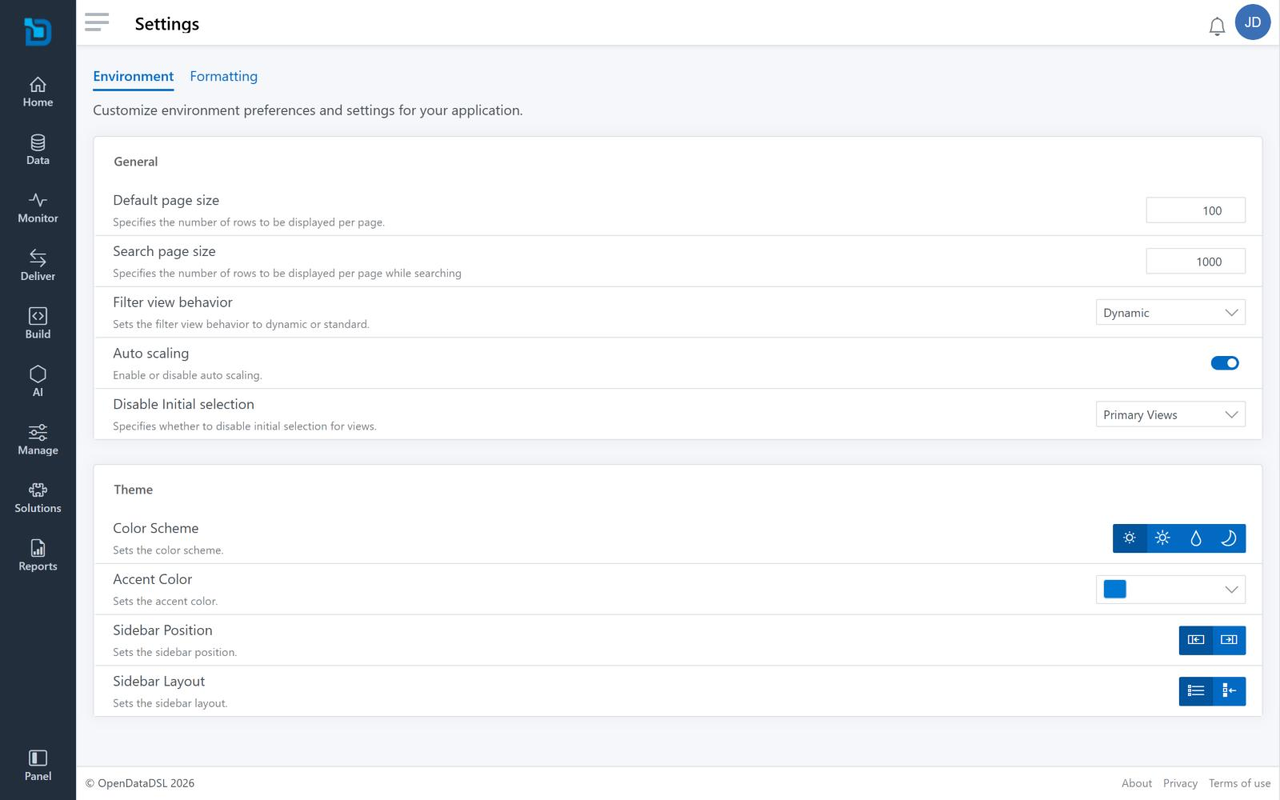 Settings
JD
Home
Data
Monitor
Deliver
Build
AI
Manage
Solutions
Reports
Panel
Environment Formatting
Customize environment preferences and settings for your application.
General
Default page size
Specifies the number of rows to be displayed per page.
100
Search page size
Specifies the number of rows to be displayed per page while searching
1000
Filter view behavior
Sets the filter view behavior to dynamic or standard.
Dynamic
Auto scaling
Enable or disable auto scaling.
Disable Initial selection
Specifies whether to disable initial selection for views.
Primary Views
Theme
Color Scheme
Sets the color scheme.
Accent Color
Sets the accent color.
Sidebar Position
Sets the sidebar position.
Sidebar Layout
Sets the sidebar layout.
© OpenDataDSL 2026
About Privacy Terms of use